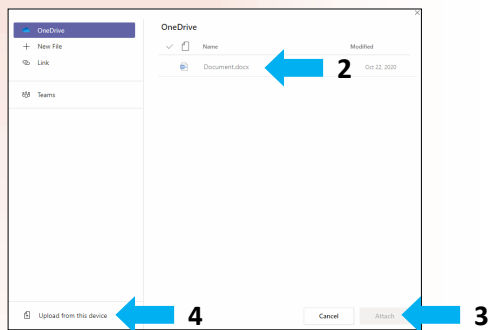 OneDrive
New File
Link
Teams
OneDrive
Name Modified
Document.docx 2 Oct 22, 2020
Upload from this device 4 Cancel Attach 3